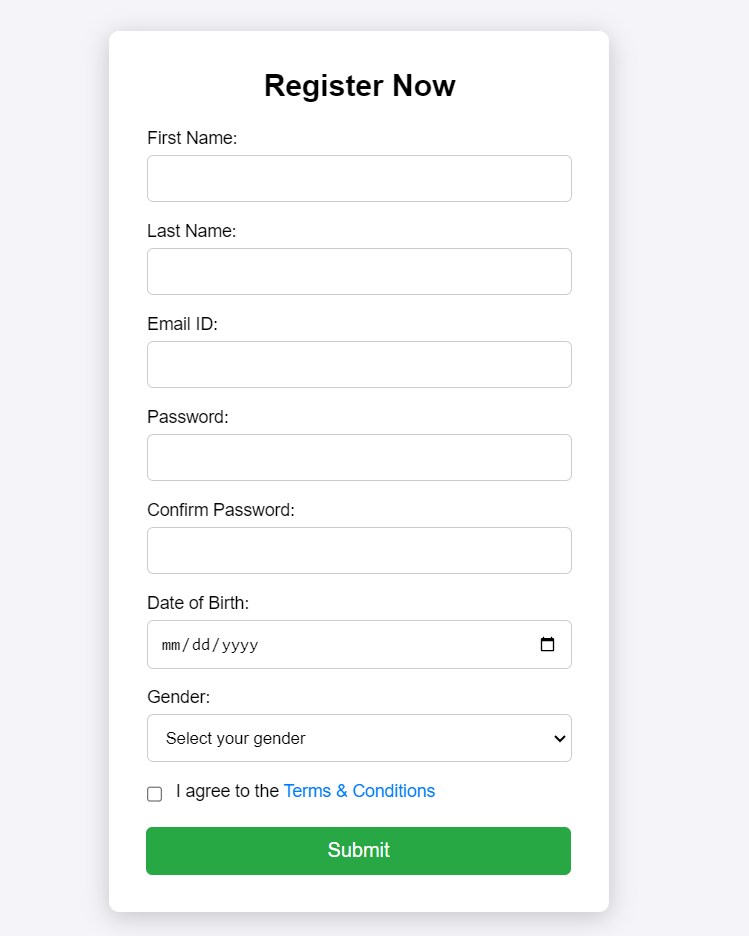 Register Now
First Name:
Last Name:
Email ID:
Password:
Confirm Password:
Date of Birth:
mm/dd/yyyy
Gender:
Select your gender
I agree to the Terms & Conditions
Submit